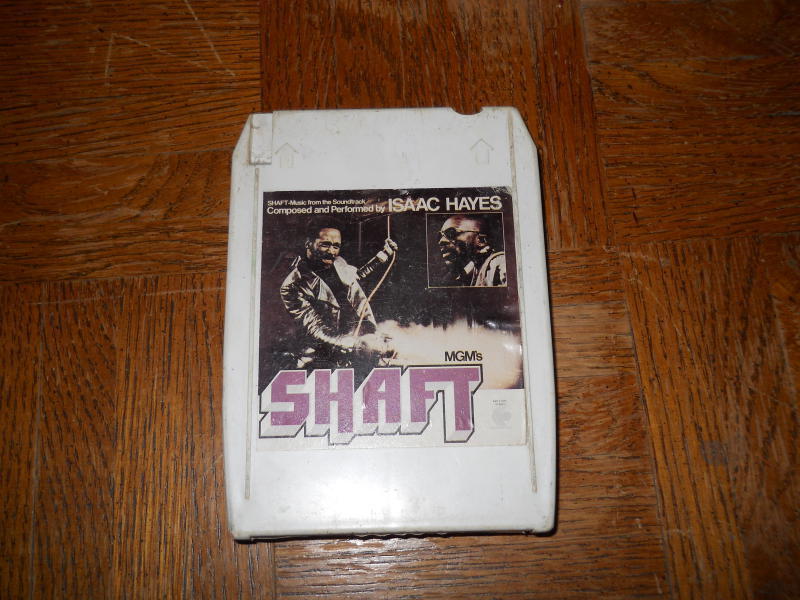 SHAFT-Music from the Soundtrack
Composed and Performed by ISAAC HAYES
MGM's
SHAFT